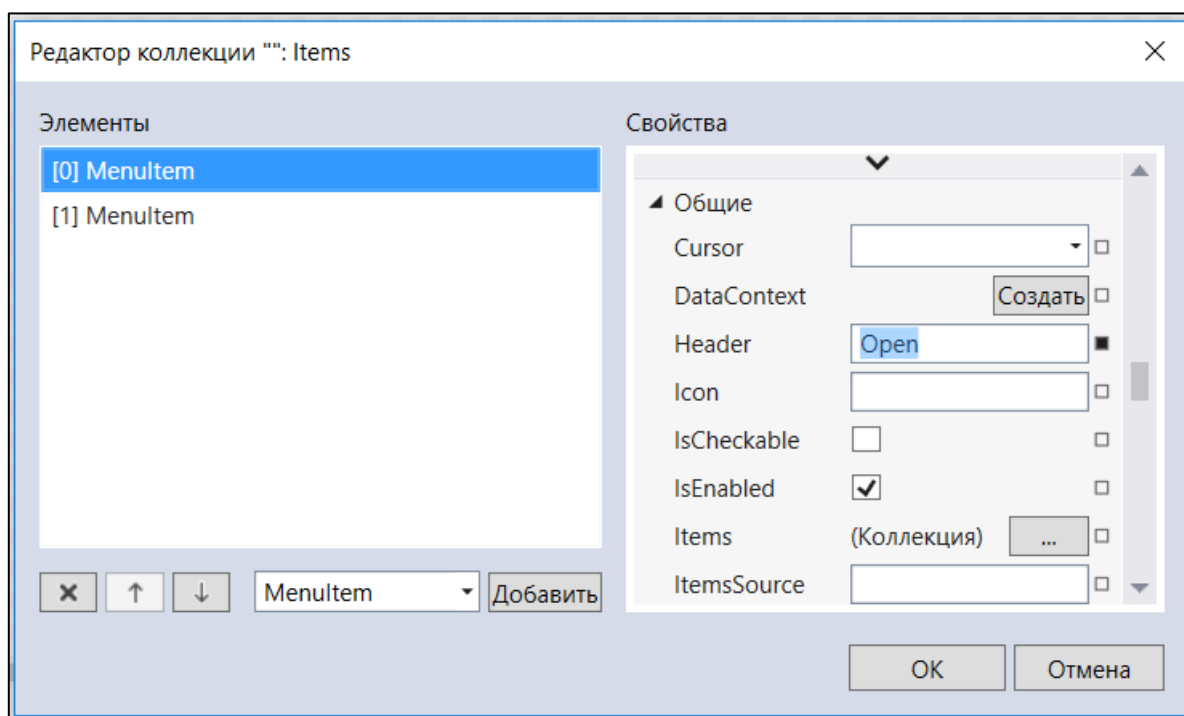 Редактор коллекции "": Items
Элементы
[0] MenuItem
[1] MenuItem
MenuItem
Добавить
Свойства
Общие
Cursor
DataContext Создать
Header Open
Icon
IsCheckable
IsEnabled
Items (Коллекция) ...
ItemsSource
ОК Отмена